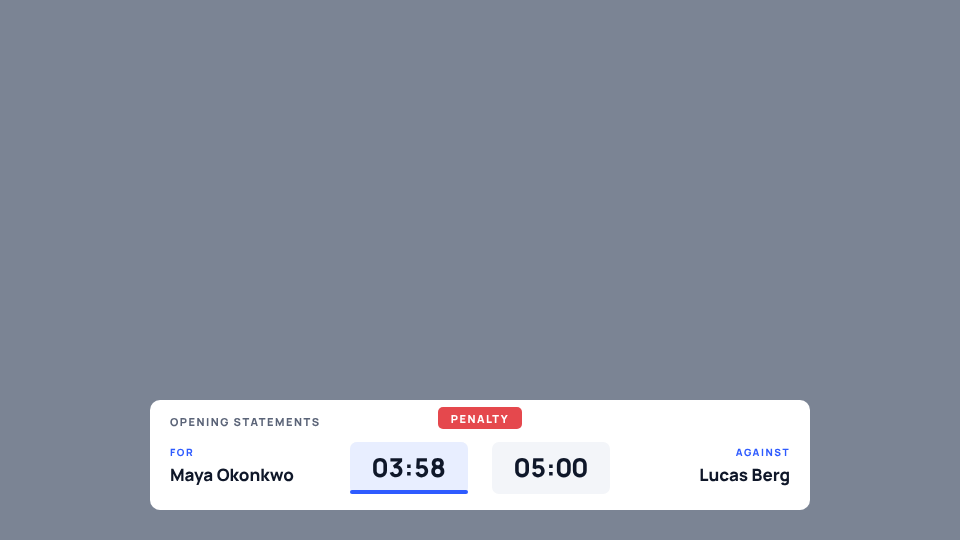 PENALTY
OPENING STATEMENTS
FOR
Maya Okonkwo
03:58
05:00
AGAINST
Lucas Berg